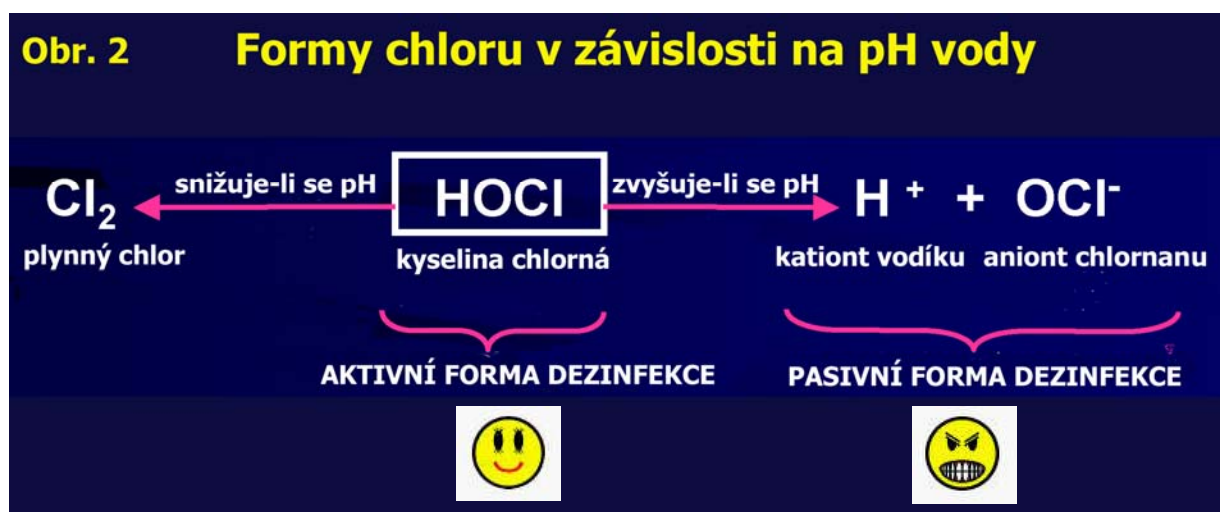 Obr. 2 Formy chloru v závislosti na pH vody
Cl₂ snižuje-li se pH HOCl zvyšuje-li se pH H⁺ + OCl⁻
plynný chlor kyselina chlorná kationt vodíku aniont chlornanu
AKTIVNÍ FORMA DEZINFEKCE PASIVNÍ FORMA DEZINFEKCE